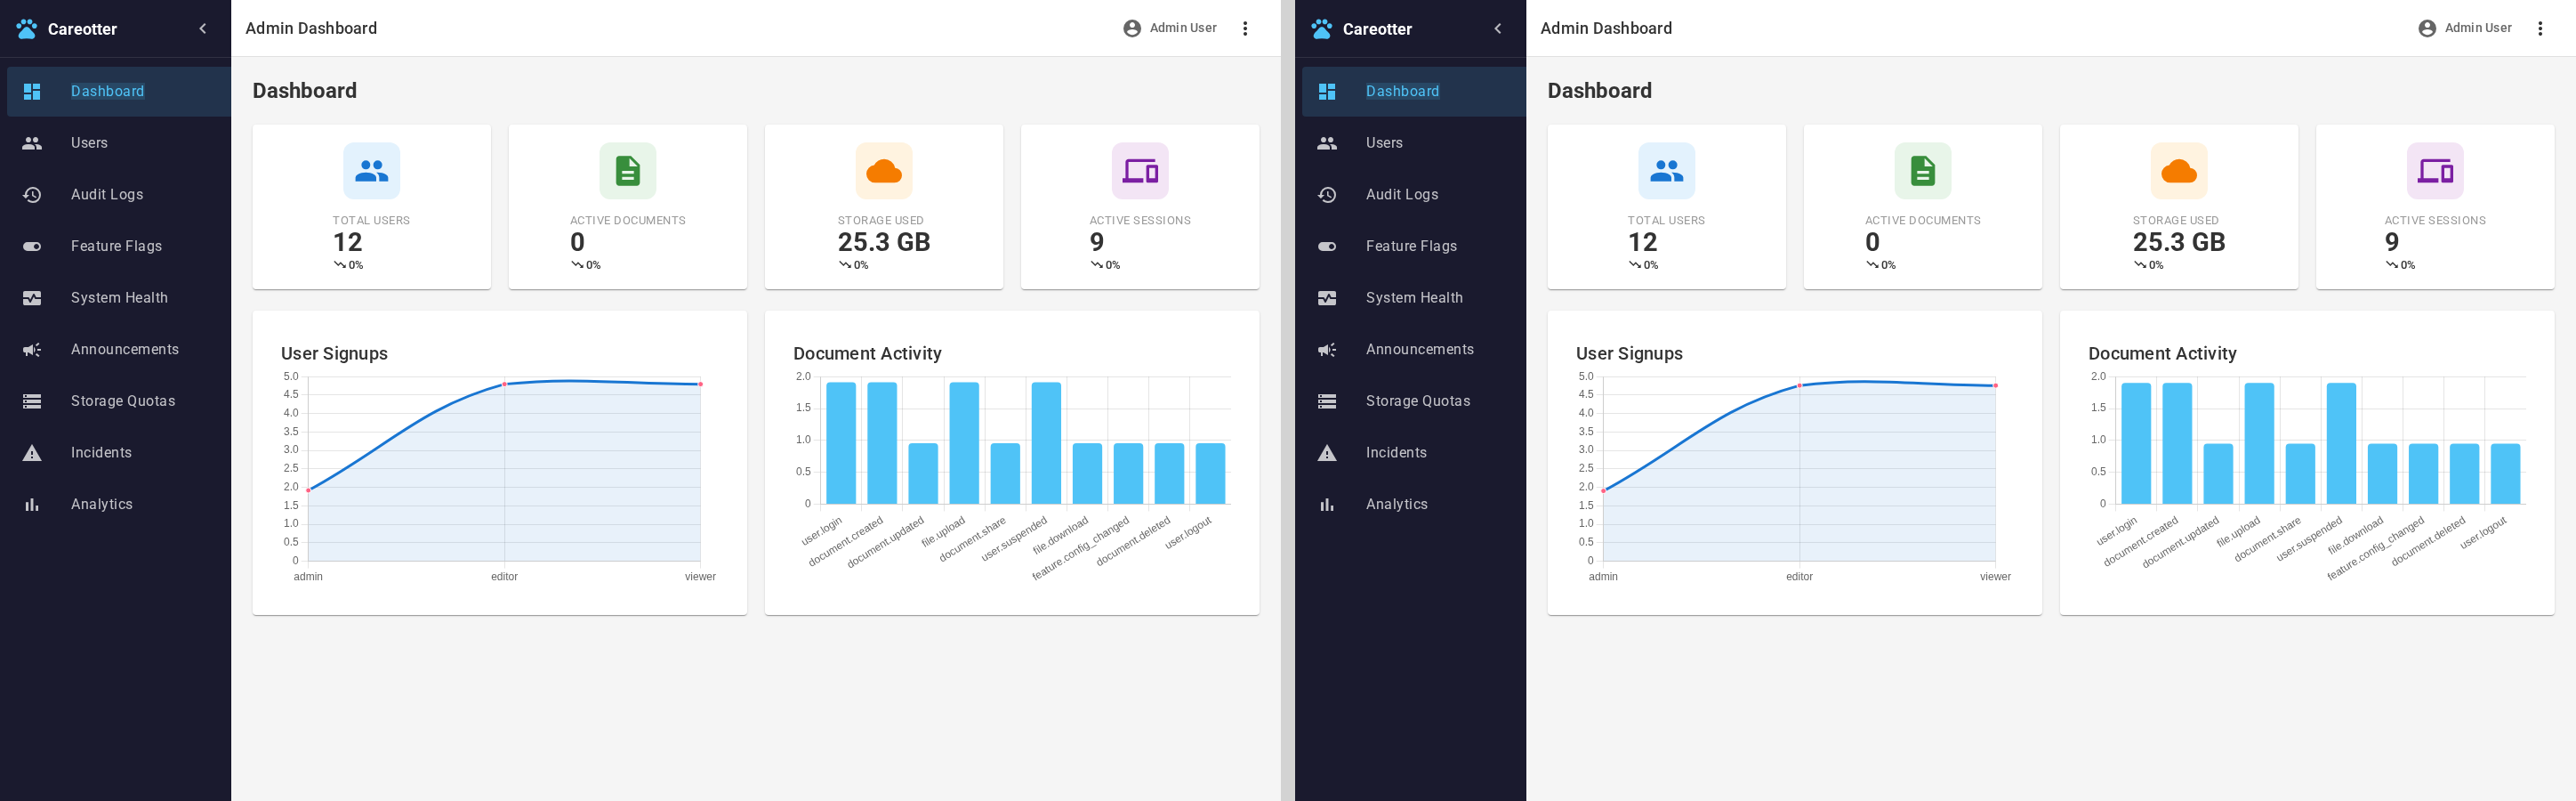 Careotter
Dashboard
Users
Audit Logs
Feature Flags
System Health
Announcements
Storage Quotas
Incidents
Analytics
Admin Dashboard
Admin User
Dashboard
TOTAL USERS
12
0%
ACTIVE DOCUMENTS
0
0%
STORAGE USED
25.3 GB
0%
ACTIVE SESSIONS
9
0%
User Signups
5.0
4.5
4.0
3.5
3.0
2.5
2.0
1.5
1.0
0.5
0
admin editor viewer
Document Activity
2.0
1.5
1.0
0.5
0
user.login
document.created
document.updated
file.upload
document.share
user.suspended
file.download
feature.config_changed
document.deleted
user.logout
Careotter
Dashboard
Users
Audit Logs
Feature Flags
System Health
Announcements
Storage Quotas
Incidents
Analytics
Admin Dashboard
Admin User
Dashboard
TOTAL USERS
12
0%
ACTIVE DOCUMENTS
0
0%
STORAGE USED
25.3 GB
0%
ACTIVE SESSIONS
9
0%
User Signups
5.0
4.5
4.0
3.5
3.0
2.5
2.0
1.5
1.0
0.5
0
admin editor viewer
Document Activity
2.0
1.5
1.0
0.5
0
user.login
document.created
document.updated
file.upload
document.share
user.suspended
file.download
feature.config_changed
document.deleted
user.logout